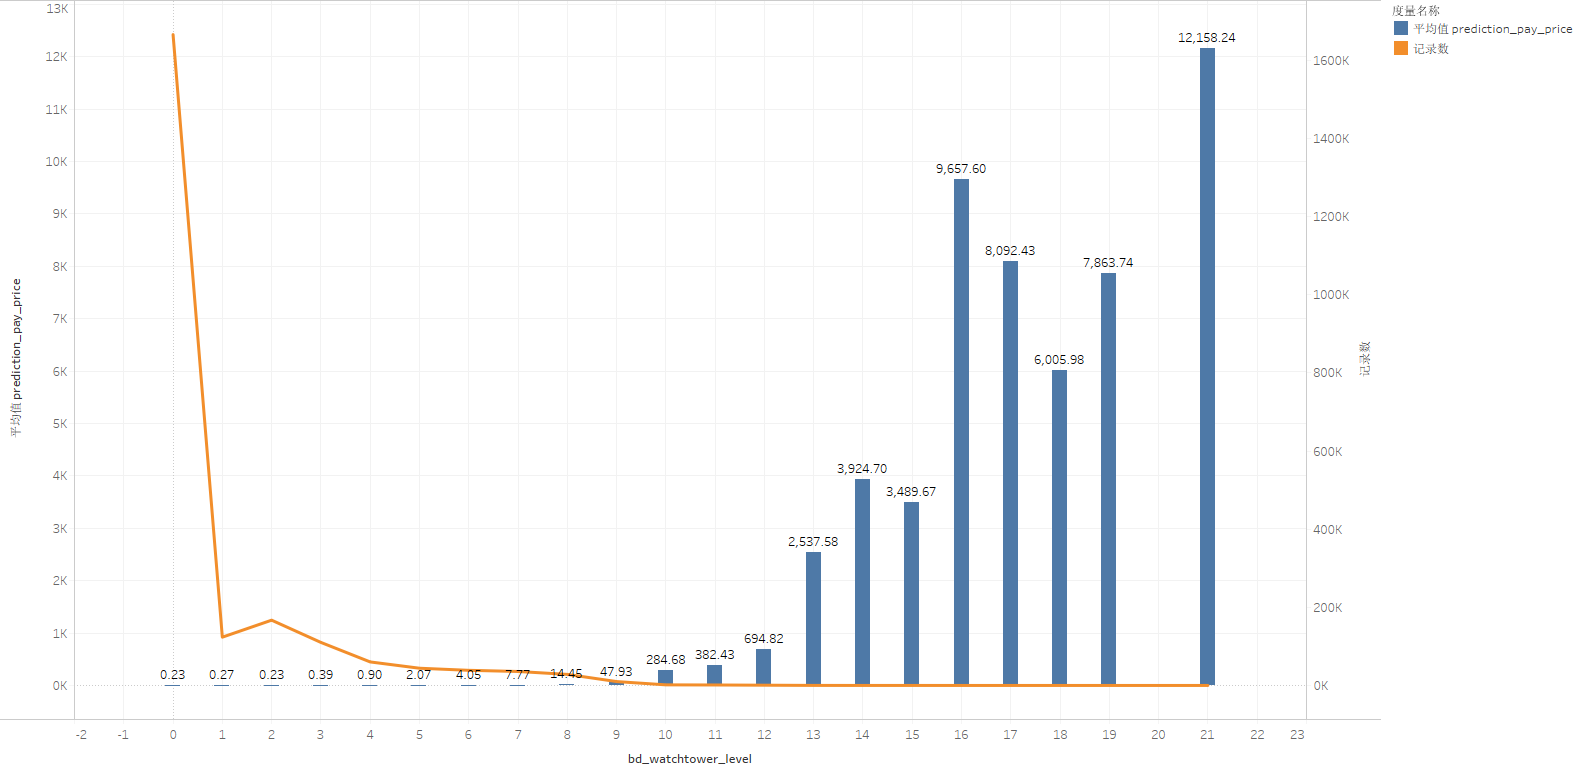 度量名称
平均值 prediction_pay_price
记录数
13K
12K
11K
10K
9K
8K
7K
6K
5K
4K
3K
2K
1K
0K
平均值 prediction_pay_price
0.23
0.27
0.23
0.39
0.90
2.07
4.05
7.77
14.45
47.93
284.68
382.43
694.82
2,537.58
3,924.70
3,489.67
9,657.60
8,092.43
6,005.98
7,863.74
12,158.24
1600K
1400K
1200K
1000K
800K
600K
400K
200K
0K
记录数
-2 -1 0 1 2 3 4 5 6 7 8 9 10 11 12 13 14 15 16 17 18 19 20 21 22 23
bd_watchtower_level